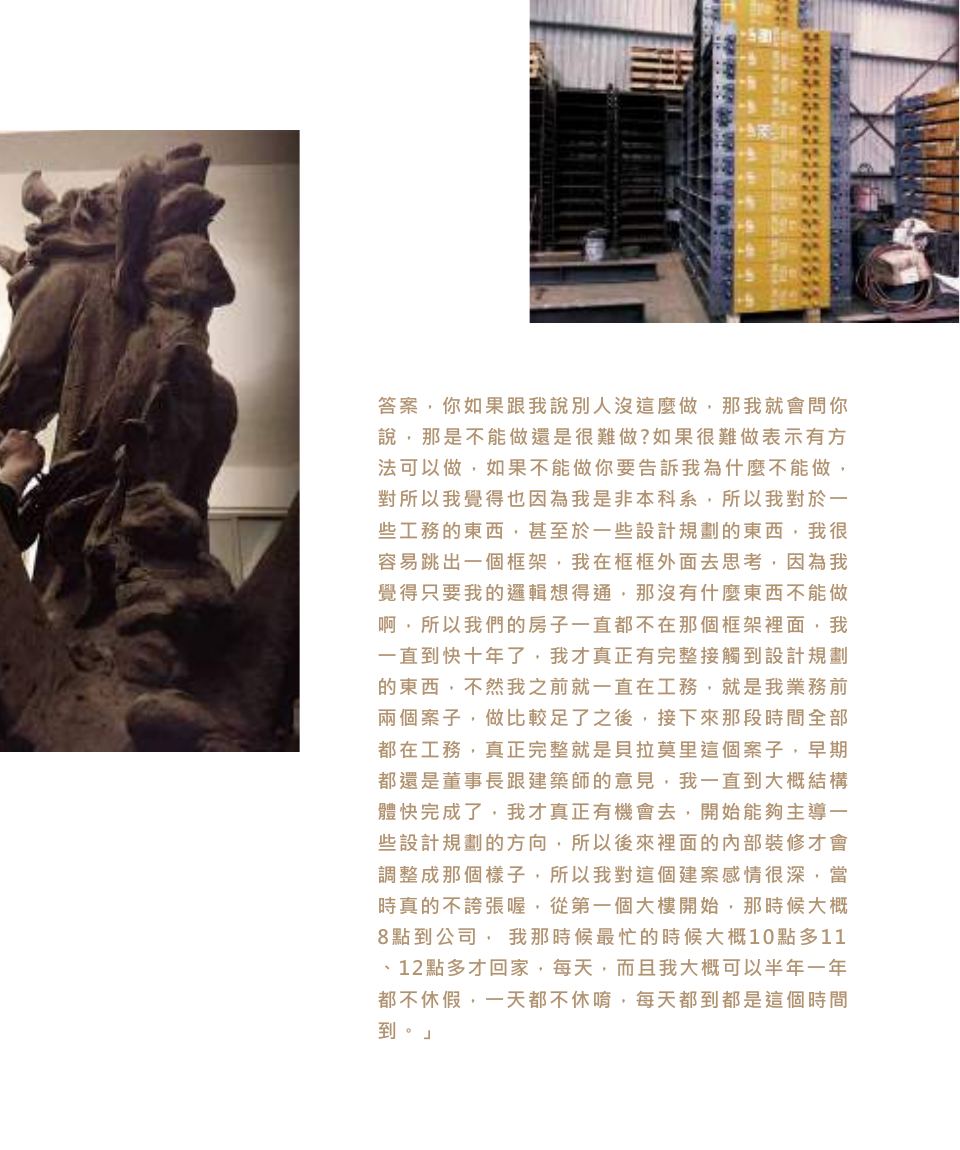 答案，你如果跟我說別人沒這麼做，那我就會問你
說，那是不能做還是很難做?如果很難做表示有方
法可以做，如果不能做你要告訴我為什麼不能做，
對所以我覺得也因為我是非本科系，所以我對於一
些工務的東西，甚至於一些設計規劃的東西，我很
容易跳出一個框架，我在框框外面去思考，因為我
覺得只要我的邏輯想得通，那沒有什麼東西不能做
啊，所以我們的房子一直都不在那個框架裡面，我
一直到快十年了，我才真正有完整接觸到設計規劃
的東西，不然我之前就一直在工務，就是我業務前
兩個案子，做比較足了之後，接下來那段時間全部
都在工務，真正完整就是貝拉莫里這個案子，早期
都還是董事長跟建築師的意見，我一直到大概結構
體快完成了，我才真正有機會去，開始能夠主導一
些設計規劃的方向，所以後來裡面的內部裝修才會
調整成那個樣子，所以我對這個建案感情很深，當
時真的不誇張喔，從第一個大樓開始，那時候大概
8點到公司， 我那時候最忙的時候大概10點多11
、12點多才回家，每天，而且我大概可以半年一年
都不休假，一天都不休唷，每天都到都是這個時間
到。」